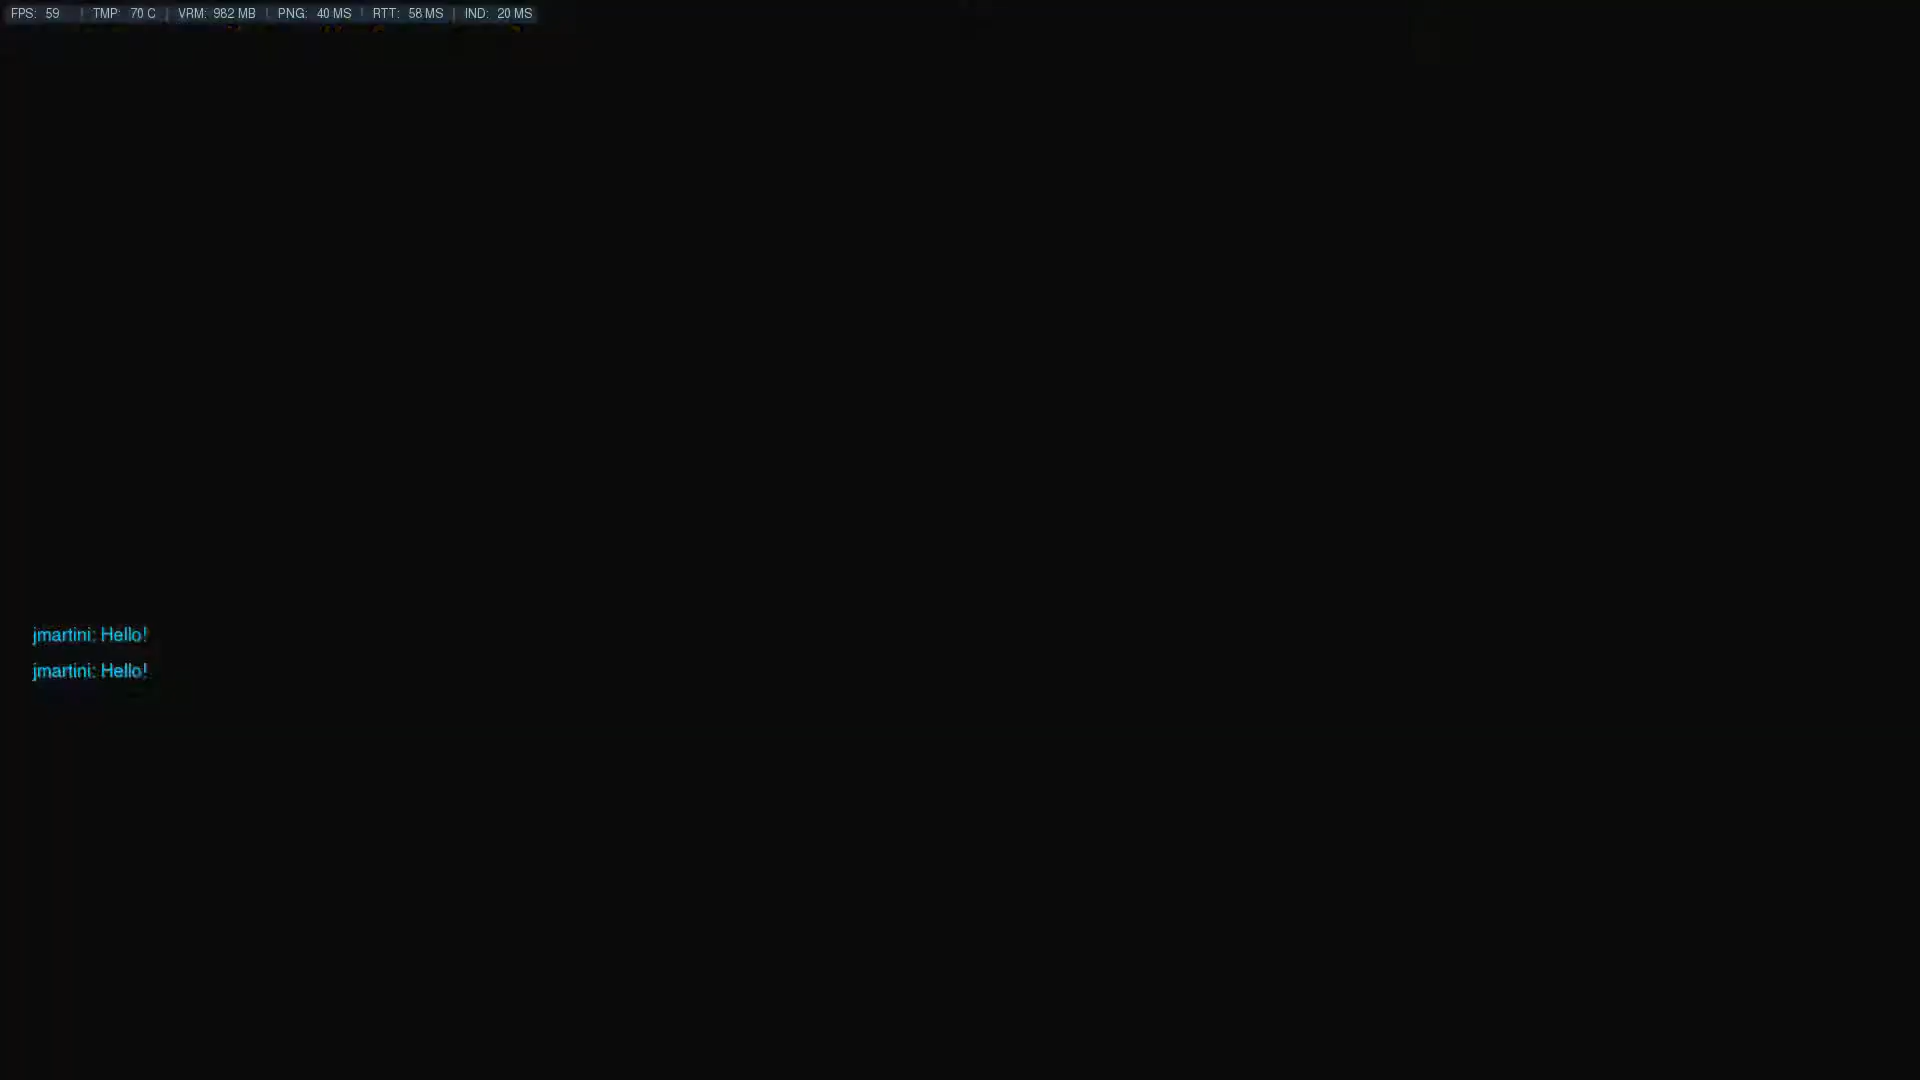 FPS: 59 | TMP: 70 C | VRM: 982 MB | PNG: 40 MS | RTT: 58 MS | IND: 20 MS
jmartini: Hello!
jmartini: Hello!